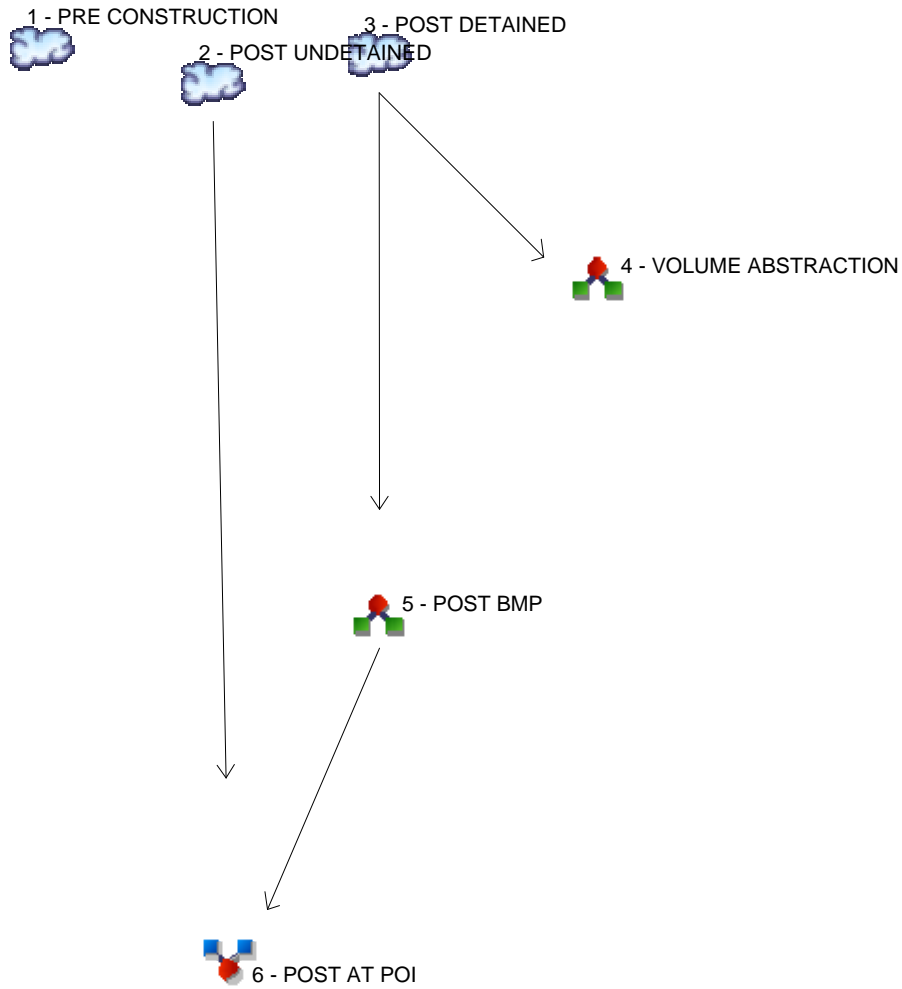 1 - PRE CONSTRUCTION
3 - POST DETAINED
2 - POST UNDETAINED
4 - VOLUME ABSTRACTION
5 - POST BMP
6 - POST AT POI